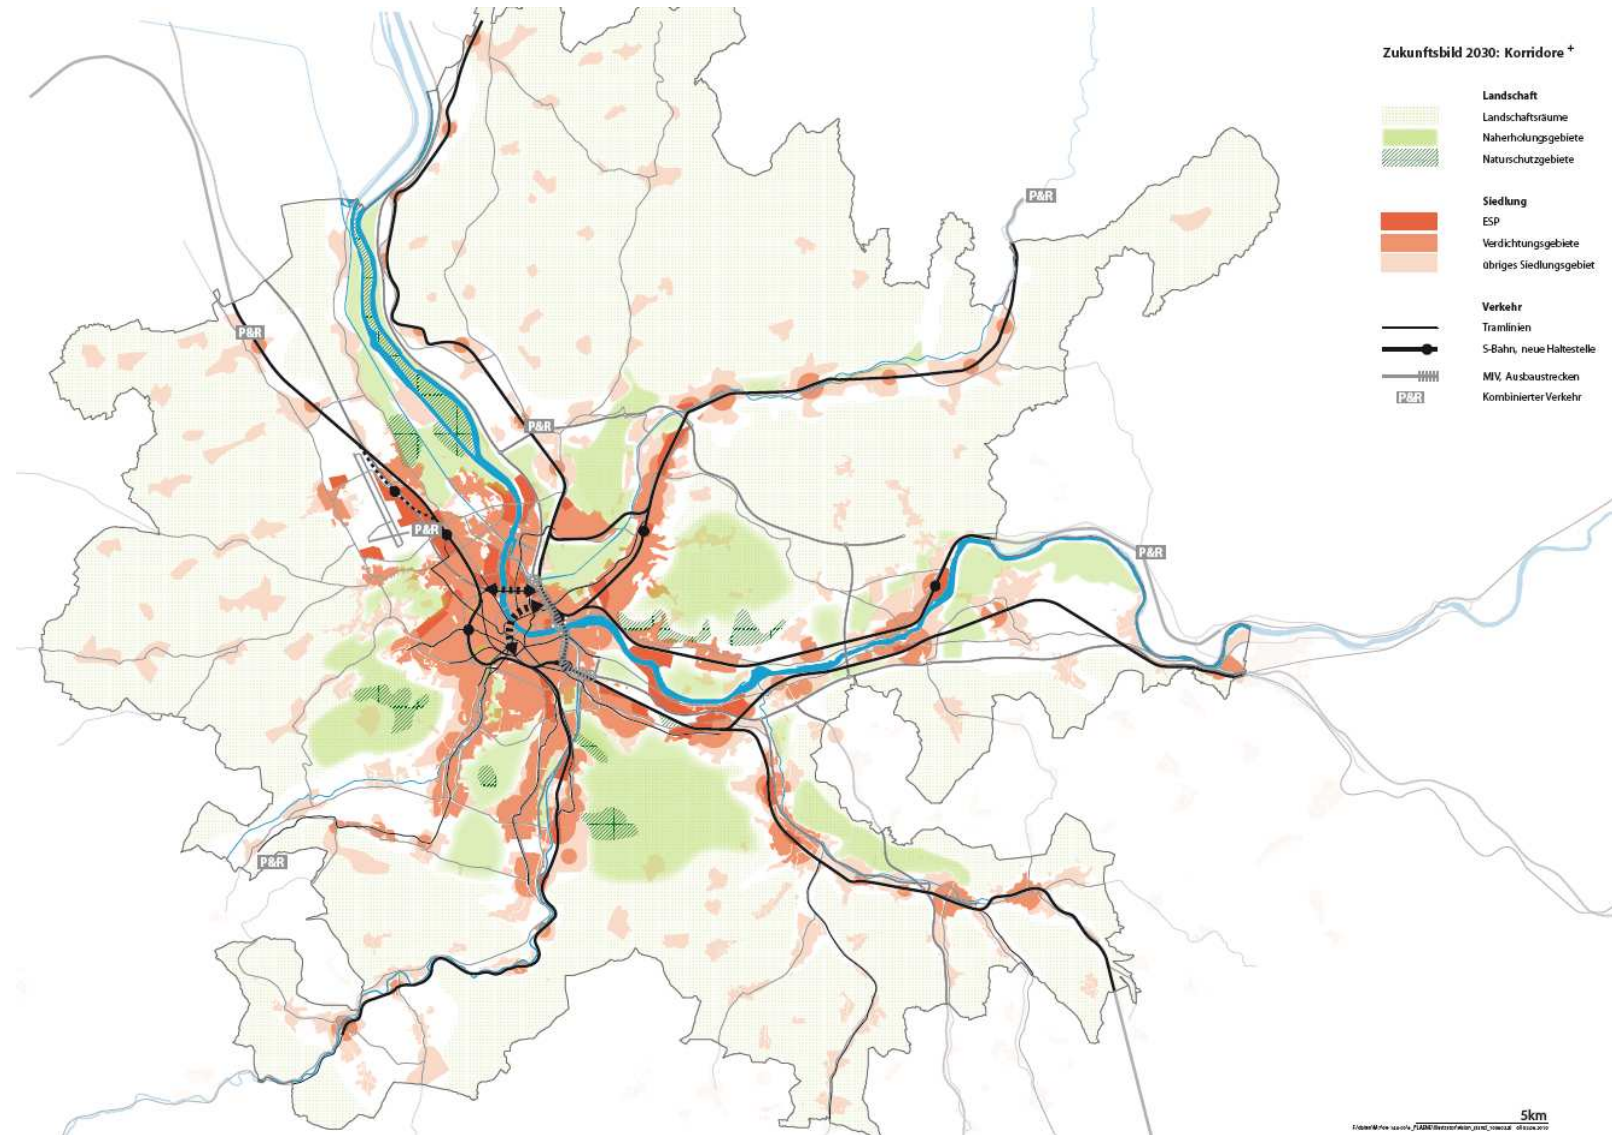 Zukunftsbild 2030: Korridore +
Landschaft
Landschaftsräume
Naherholungsgebiete
Naturschutzgebiete
Siedlung
ESP
Verdichtungsgebiete
übriges Siedlungsgebiet
Verkehr
Tramlinien
S-Bahn, neue Haltestelle
MIV, Ausbaustrecken
P&R Kombinierter Verkehr
P&R
P&R
P&R
P&R
P&R
P&R
5km